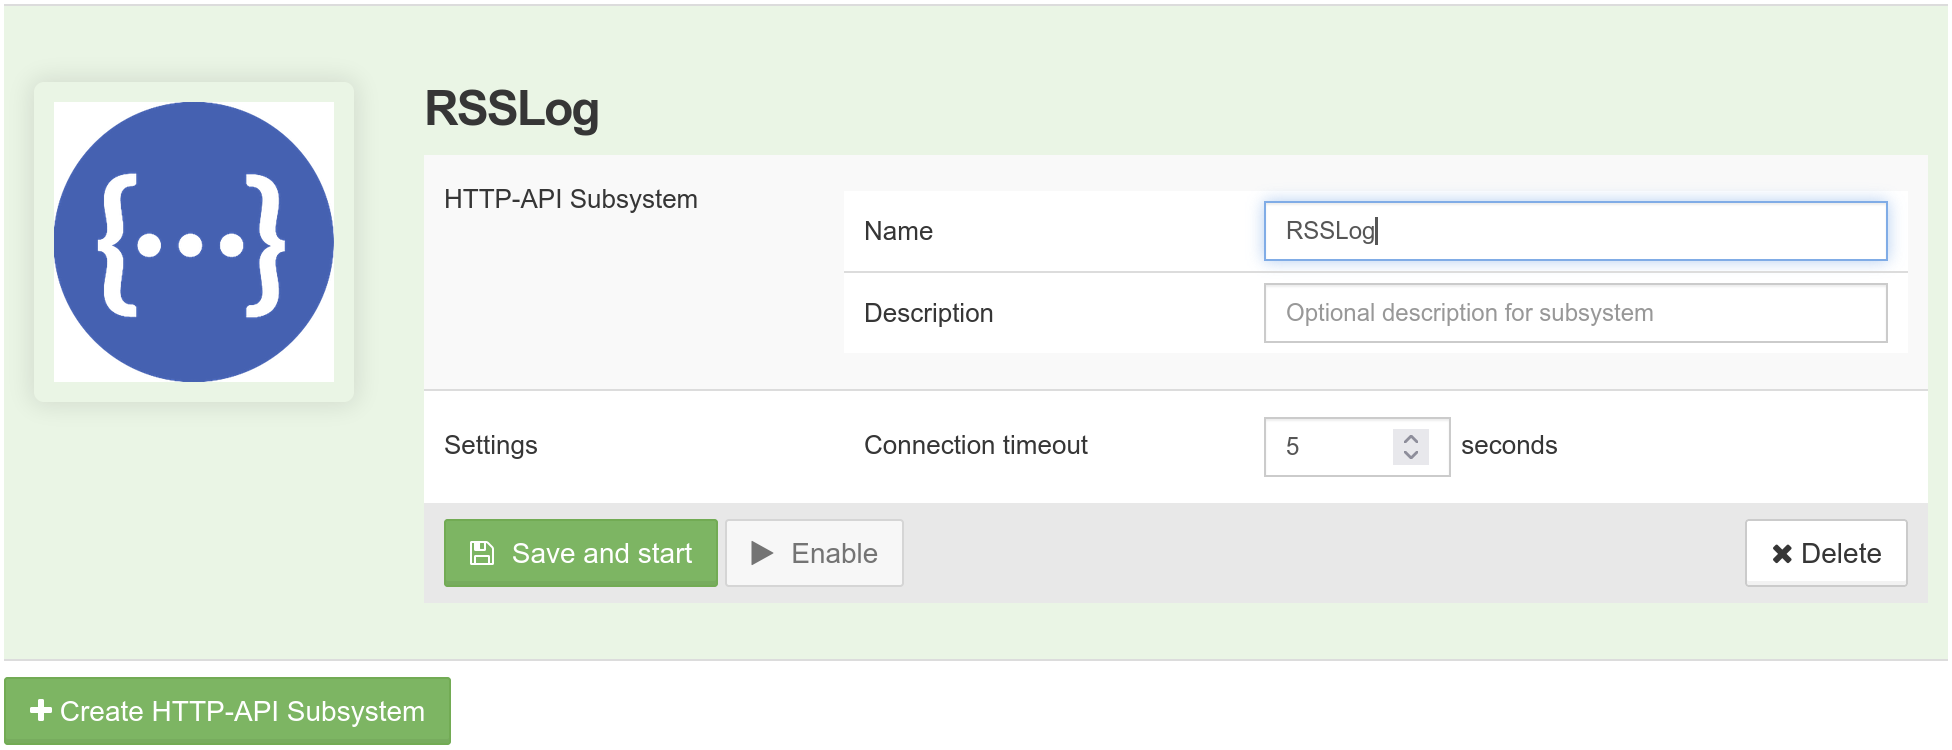 RSSLog
HTTP-API Subsystem
Name
RSSLog
Description
Optional description for subsystem
Settings
Connection timeout
5
seconds
Save and start
Enable
Delete
Create HTTP-API Subsystem